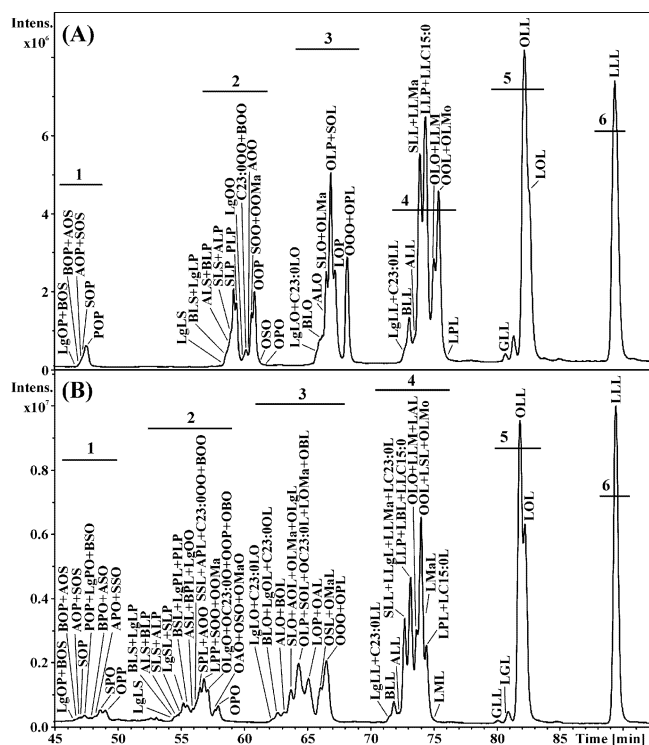 Intens.
x10⁶
(A)
6
4
2
0
1
2
3
4
5
6
LgOP+BOS
BOP+AOS
AOP+SOS
SOP
POP
LgLS
BLS+LgLP
ALS+BLP
SLS+ALP
SLP
PLP
LgOO
C23:0OO+BOO
AOO
SOO+OOMa
OOP
OSO
OPO
LgLO+C23:0LO
BLO
ALO
SLO+OLMa
OLP+SOL
LOP
OOO+OPL
LgLL+C23:0LL
BLL
ALL
SLL+LLMa
LLP+LLC15:0
OLO+LLM
OOL+OLMo
LPL
GLL
OLL
LOL
LLL
Intens.
x10⁷
(B)
0.8
0.6
0.4
0.2
0.0
1
2
3
4
5
6
LgOP+BOS
BOP+AOS
AOP+SOS
SOP
POP+LgPO+BSO
BPO+ASO
APO+SSO
SPO
OPP
LgLS
BLS+LgLP
ALS+BLP
SLS+ALP
LgSL+SLP
BSL+LgPL+PLP
ASL+BPL+LgOO
SPL+AOO
SSL+APL+C23:0OO+BOO
LPP+SOO+OOMa
OLgO+OC23:0O+OOP+OBO
OAO+OSO+OMaO
OPO
LgLO+C23:0LO
BLO+LgOL+C23:0OL
ALO+BOL
SLO+AOL+OLMa+OLgL
OLP+SOL+OC23:0L+LOMa+OBL
LOP+OAL
OSL+OMaL
OOO+OPL
LgLL+C23:0LL
BLL
ALL
SLL+LLgL+LLMa+LC23:0L
LLP+LBL+LLC15:0
OLO+LLM+LAL
OOL+LSL+OLMo
LMaL
LPL+LC15:0L
LML
GLL
LGL
OLL
LOL
LLL
45 50 55 60 65 70 75 80 85 Time [min]